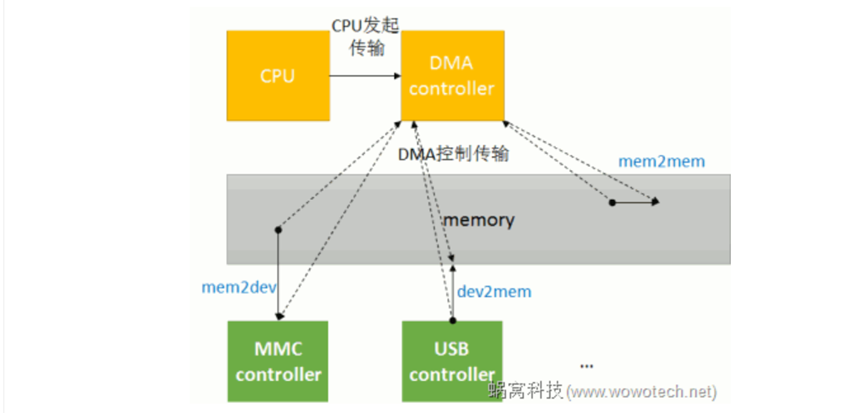 CPU发起
传输
CPU
DMA
controller
DMA控制传输
mem2mem
memory
mem2dev
dev2mem
MMC
controller
USB
controller
...
蜗窝科技(www.wowotech.net)